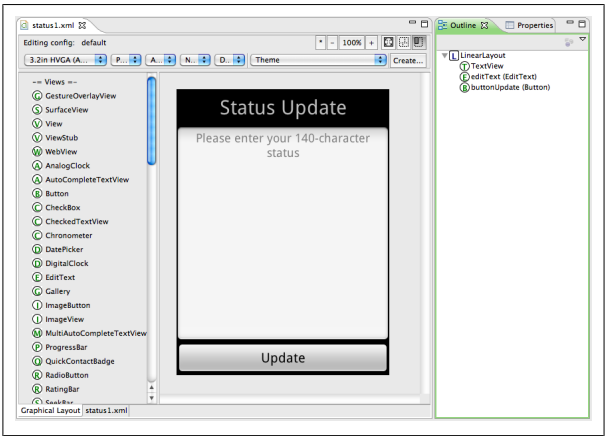 status1.xml
Editing config: default
* - 100% +
3.2in HVGA (A... P... A... N... D.. Theme Create...
-= Views =-
GestureOverlayView
SurfaceView
View
ViewStub
WebView
AnalogClock
AutoCompleteTextView
Button
CheckBox
CheckedTextView
Chronometer
DatePicker
DigitalClock
EditText
Gallery
ImageButton
ImageView
MultiAutoCompleteTextView
ProgressBar
QuickContactBadge
RadioButton
RatingBar
SeekBar
Status Update
Please enter your 140-character
status
Update
Graphical Layout status1.xml
Outline Properties
L LinearLayout
T TextView
E editText (EditText)
B buttonUpdate (Button)